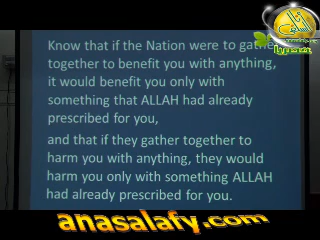 Know that if the Nation were to gather
together to benefit you with anything,
it would benefit you only with
something that ALLAH had already
prescribed for you,
and that if they gather together to
harm you with anything, they would
harm you only with something ALLAH
had already prescribed for you.
anasalafy.com